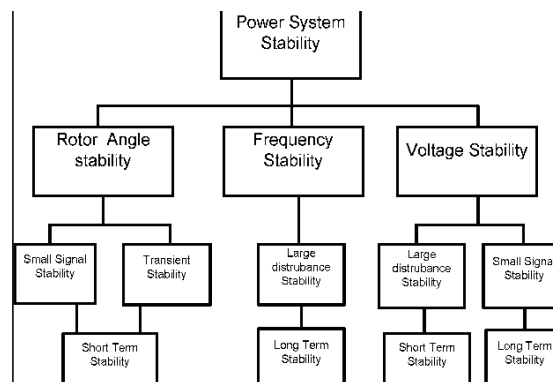 Power System
Stability
Rotor Angle
stability
Frequency
Stability
Voltage Stability
Small Signal
Stability
Transient
Stability
Large
distrubance
Stability
Large
distrubance
Stability
Small Signal
Stability
Short Term
Stability
Long Term
Stability
Short Term
Stability
Long Term
Stability